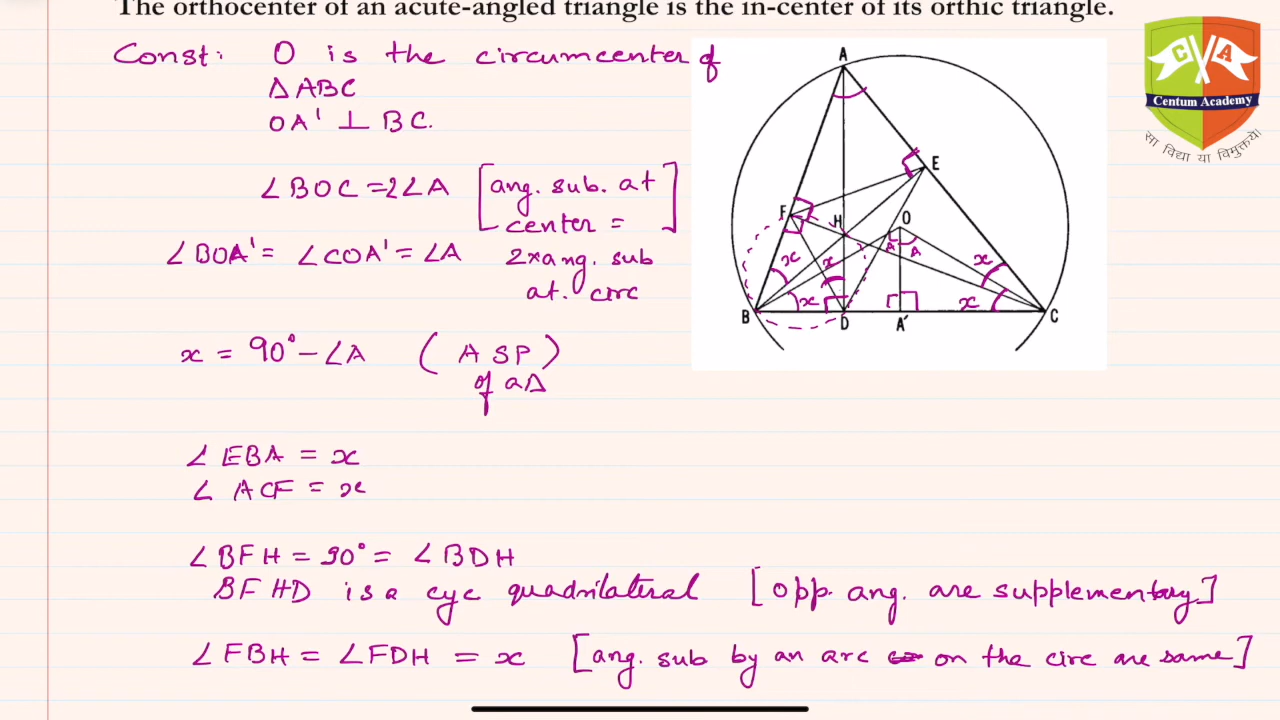 The orthocenter of an acute-angled triangle is the in-center of its orthic triangle.
Const: O is the circumcenter of
Δ ABC
OA' ⊥ BC.
∠BOC = 2∠A [ang. sub. at
center =
∠BOA' = ∠COA' = ∠A 2x ang. sub
at. circ
x = 90° - ∠A ( A SP )
of a Δ
∠ EBA = x
∠ ACF = x
∠BFH = 90° = ∠BDH
BFHD is a cyc quadrilateral [opp. ang. are supplementary]
∠FBH = ∠FDH = x [ang. sub by an arc on the circ are same]
A
E
F
H
O
A
A
x
x
x
x
x
B
D
A'
C
C A
Centum Academy
सा विद्या या विमुक्तये